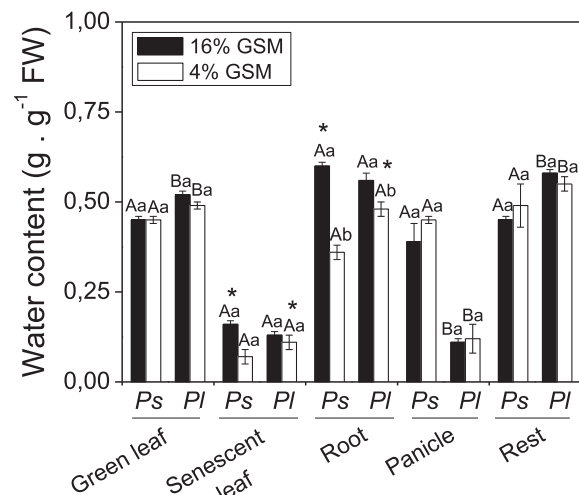 Water content (g . g⁻¹ FW)
1,00
0,75
0,50
0,25
0,00
16% GSM
4% GSM
Aa Aa Ba Ba
* Aa Aa Aa * Aa
* Aa Ab Aa * Ab
Aa Aa Ba Ba
Aa Aa Ba Ba
Ps Pl Ps Pl Ps Pl Ps Pl Ps Pl
Green leaf
Senescent
leaf
Root
Panicle
Rest